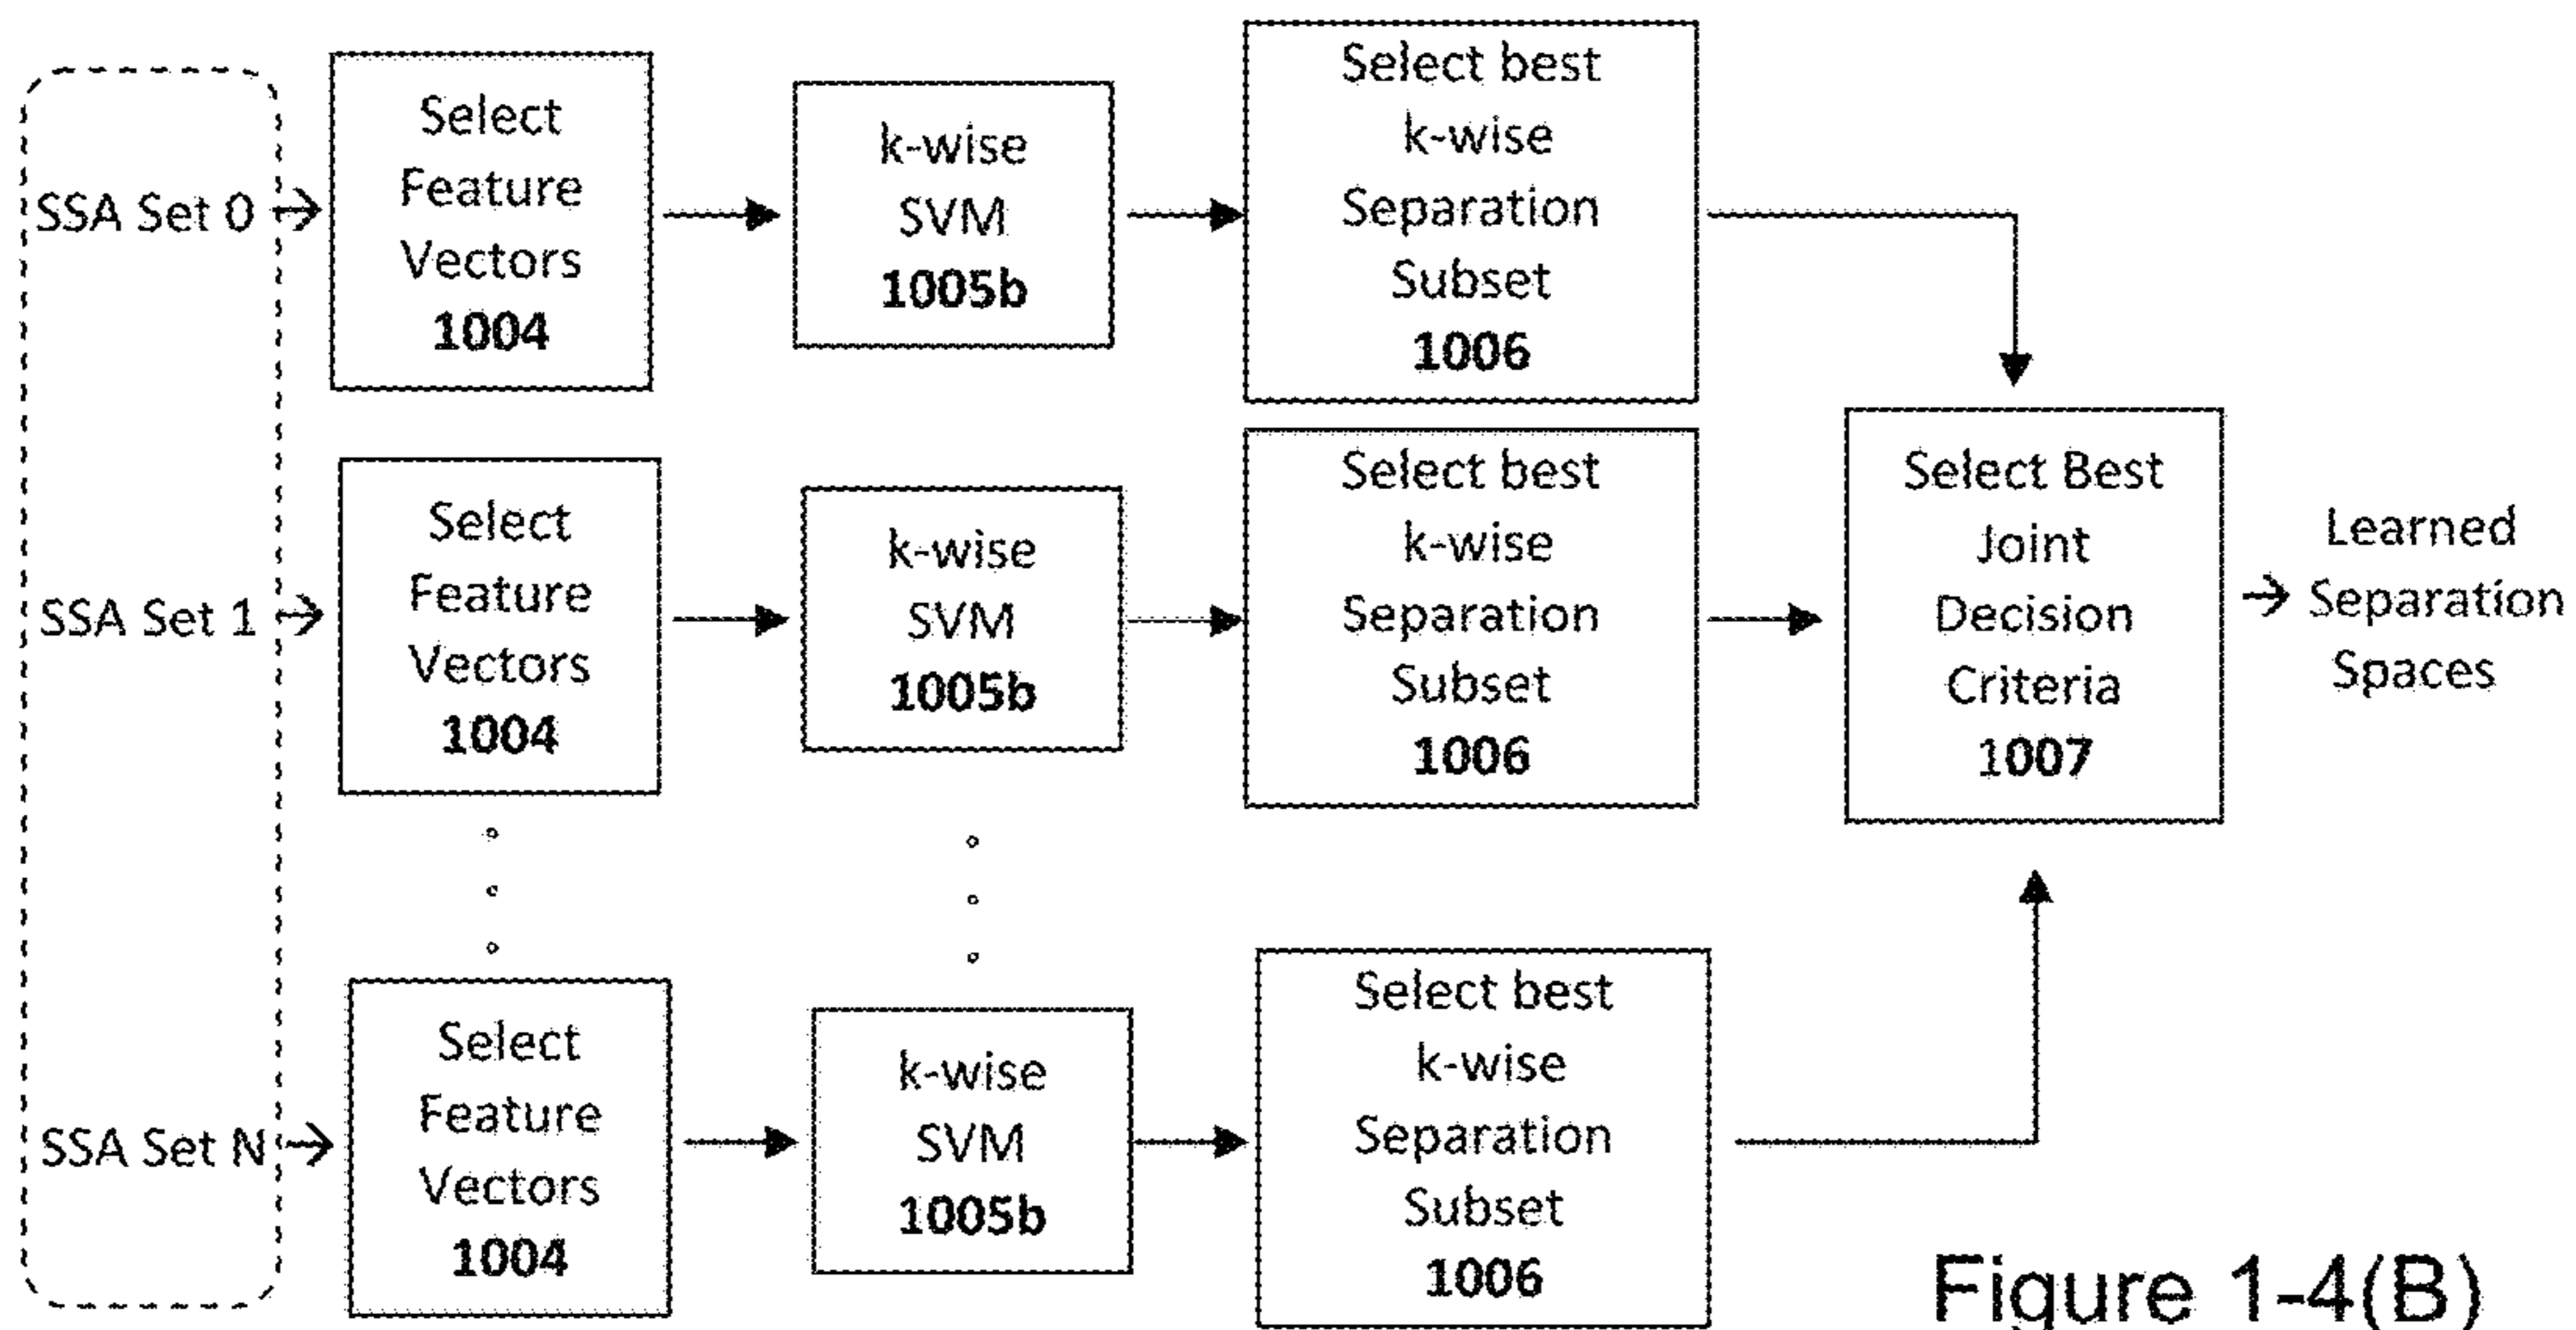 SSA Set 0
Select
Feature
Vectors
1004
k-wise
SVM
1005b
Select best
k-wise
Separation
Subset
1006
SSA Set 1
Select
Feature
Vectors
1004
k-wise
SVM
1005b
Select best
k-wise
Separation
Subset
1006
Select Best
Joint
Decision
Criteria
1007
Learned
Separation
Spaces
SSA Set N
Select
Feature
Vectors
1004
k-wise
SVM
1005b
Select best
k-wise
Separation
Subset
1006
Figure 1-4(B)